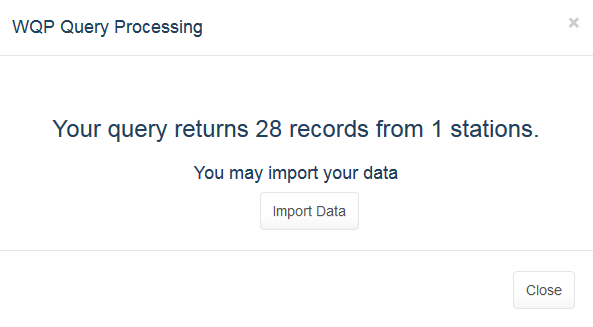 WQP Query Processing
×
Your query returns 28 records from 1 stations.
You may import your data
Import Data
Close